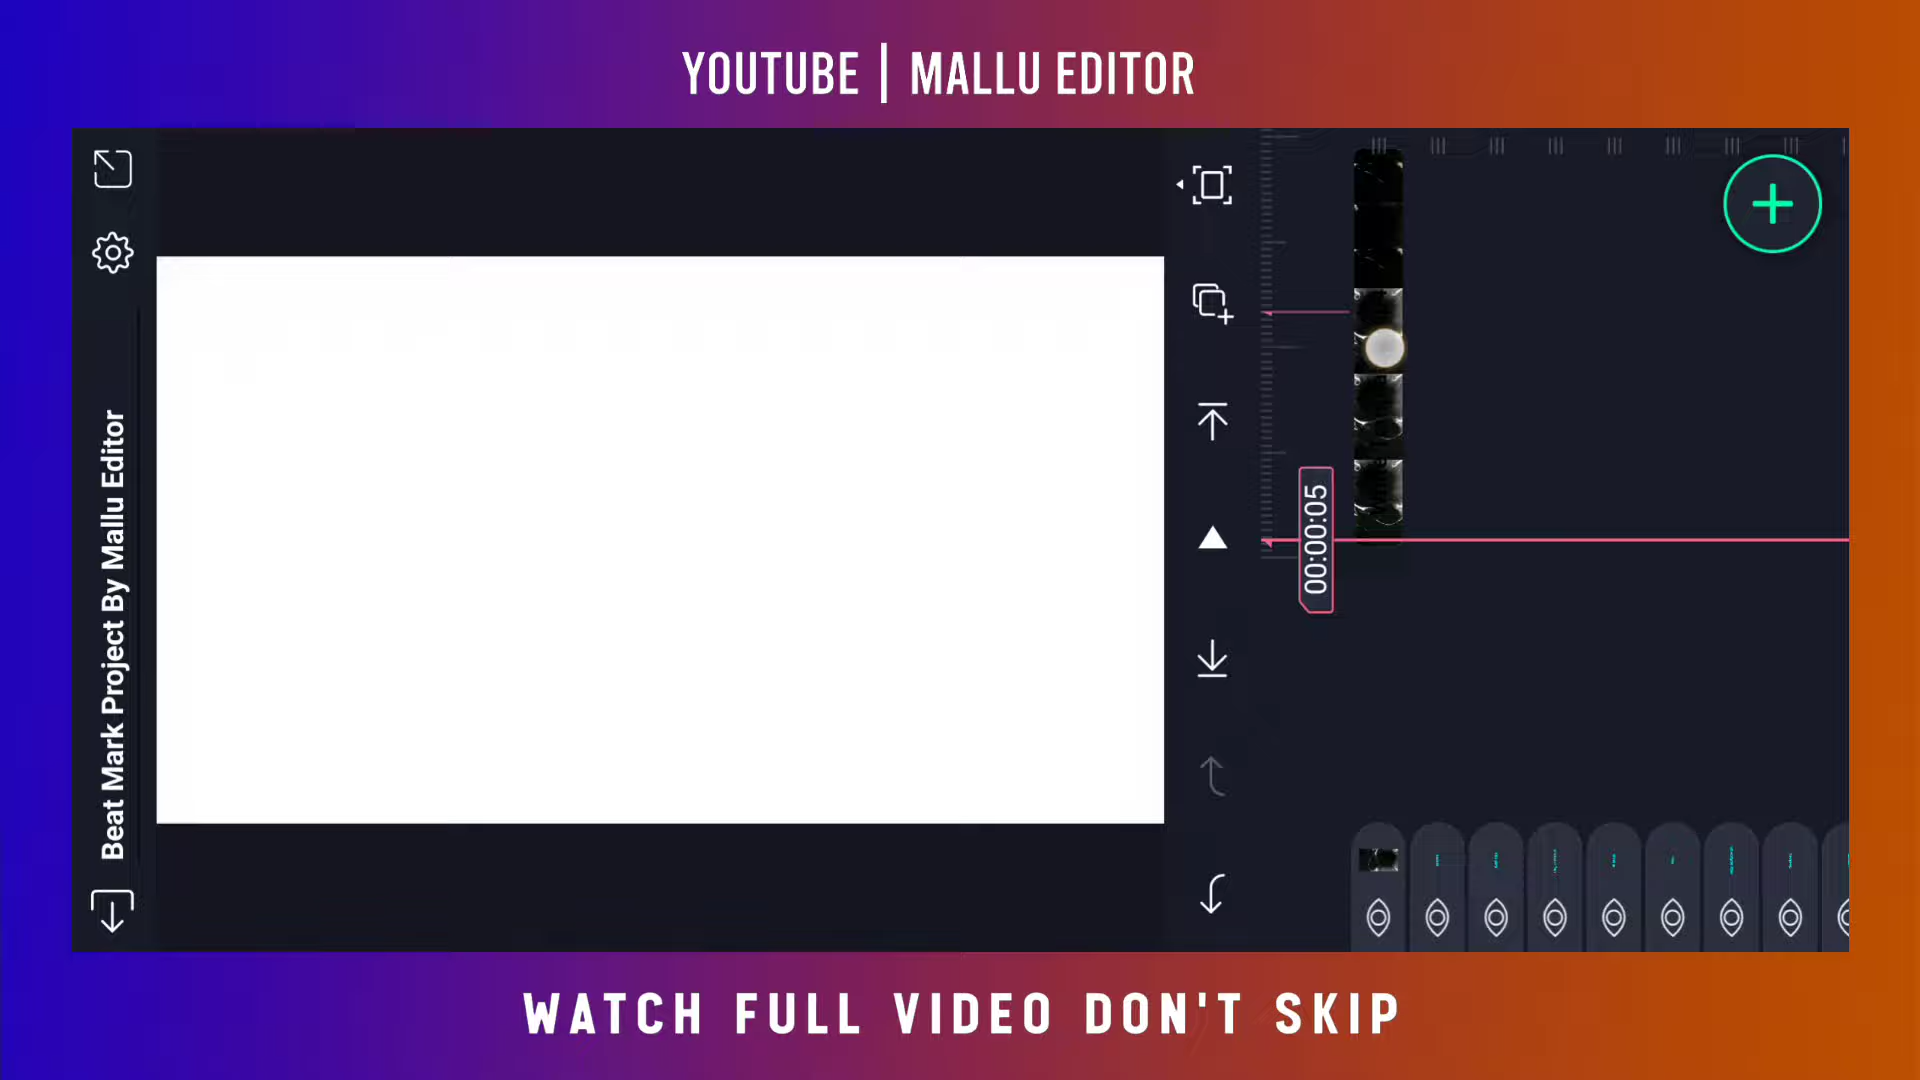 YOUTUBE | MALLU EDITOR
Beat Mark Project By Mallu Editor
00:00:05
WATCH FULL VIDEO DON'T SKIP